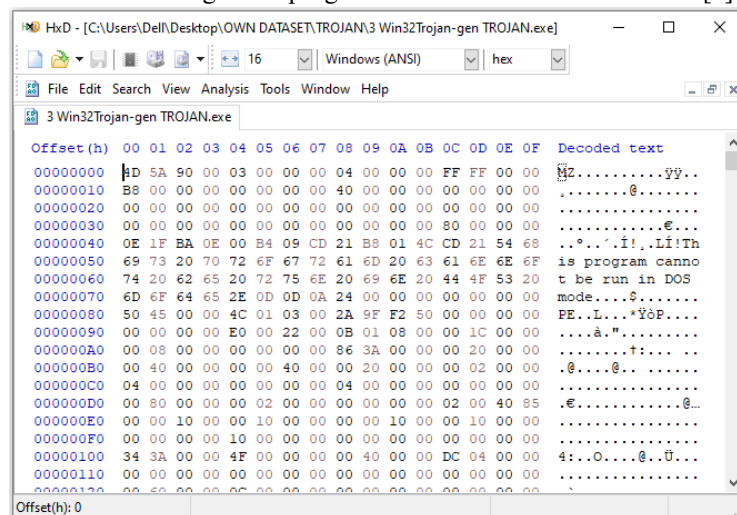 HxD - [C:\Users\Dell\Desktop\OWN DATASET\TROJAN\3 Win32Trojan-gen TROJAN.exe]
16 Windows (ANSI) hex
File Edit Search View Analysis Tools Window Help
3 Win32Trojan-gen TROJAN.exe
Offset(h) 00 01 02 03 04 05 06 07 08 09 0A 0B 0C 0D 0E 0F Decoded text
00000000 4D 5A 90 00 03 00 00 00 04 00 00 00 FF FF 00 00 MZ..........ÿÿ..
00000010 B8 00 00 00 00 00 00 00 40 00 00 00 00 00 00 00 ¸.......@.......
00000020 00 00 00 00 00 00 00 00 00 00 00 00 00 00 00 00 ................
00000030 00 00 00 00 00 00 00 00 00 00 00 00 80 00 00 00 ............€...
00000040 0E 1F BA 0E 00 B4 09 CD 21 B8 01 4C CD 21 54 68 ..º..´.Í!¸.LÍ!Th
00000050 69 73 20 70 72 6F 67 72 61 6D 20 63 61 6E 6E 6F is program canno
00000060 74 20 62 65 20 72 75 6E 20 69 6E 20 44 4F 53 20 t be run in DOS
00000070 6D 6F 64 65 2E 0D 0D 0A 24 00 00 00 00 00 00 00 mode....$.......
00000080 50 45 00 00 4C 01 03 00 2A 9F F2 50 00 00 00 00 PE..L...*ŸòP....
00000090 00 00 00 00 E0 00 22 00 0B 01 08 00 00 1C 00 00 ....à.".........
000000A0 00 08 00 00 00 00 00 00 86 3A 00 00 00 20 00 00 ........†:... ..
000000B0 00 40 00 00 00 00 40 00 00 20 00 00 00 02 00 00 .@....@.. ......
000000C0 04 00 00 00 00 00 00 00 04 00 00 00 00 00 00 00 ................
000000D0 00 80 00 00 00 02 00 00 00 00 00 00 02 00 40 85 .€............@…
000000E0 00 00 10 00 00 10 00 00 00 00 10 00 00 10 00 00 ................
000000F0 00 00 00 00 10 00 00 00 00 00 00 00 00 00 00 00 ................
00000100 34 3A 00 00 4F 00 00 00 00 40 00 00 DC 04 00 00 4:..O....@..Ü...
00000110 00 00 00 00 00 00 00 00 00 00 00 00 00 00 00 00 ................
Offset(h): 0